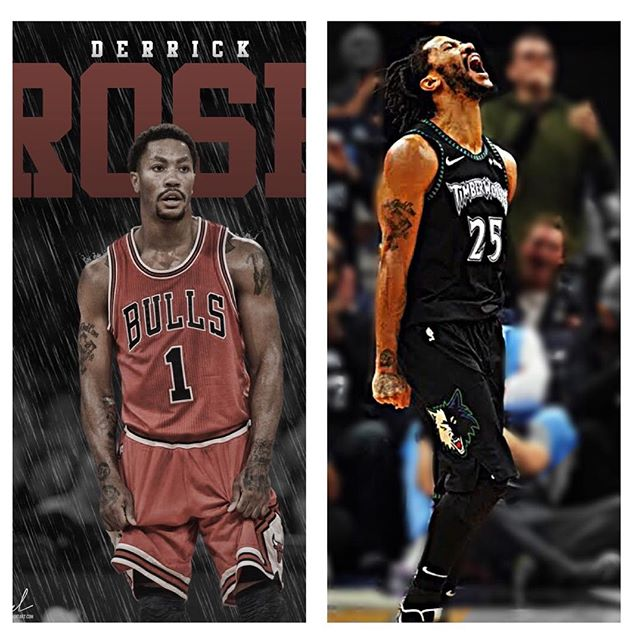 DERRICK
ROSE
BULLS
1
TIMBERWOLVES
25